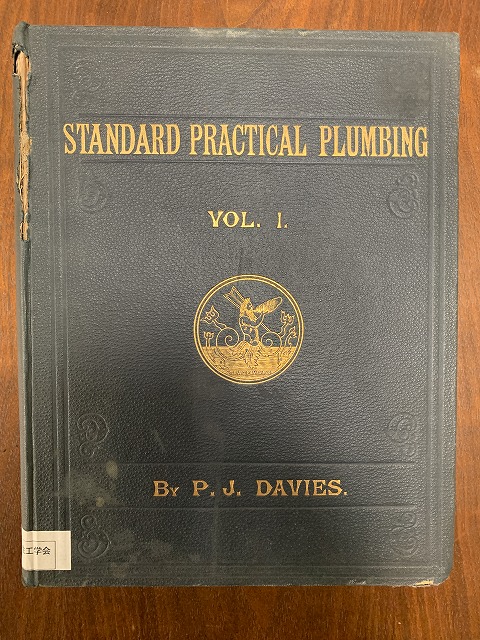 STANDARD PRACTICAL PLUMBING
VOL. I.
BY P. J. DAVIES.
工学会